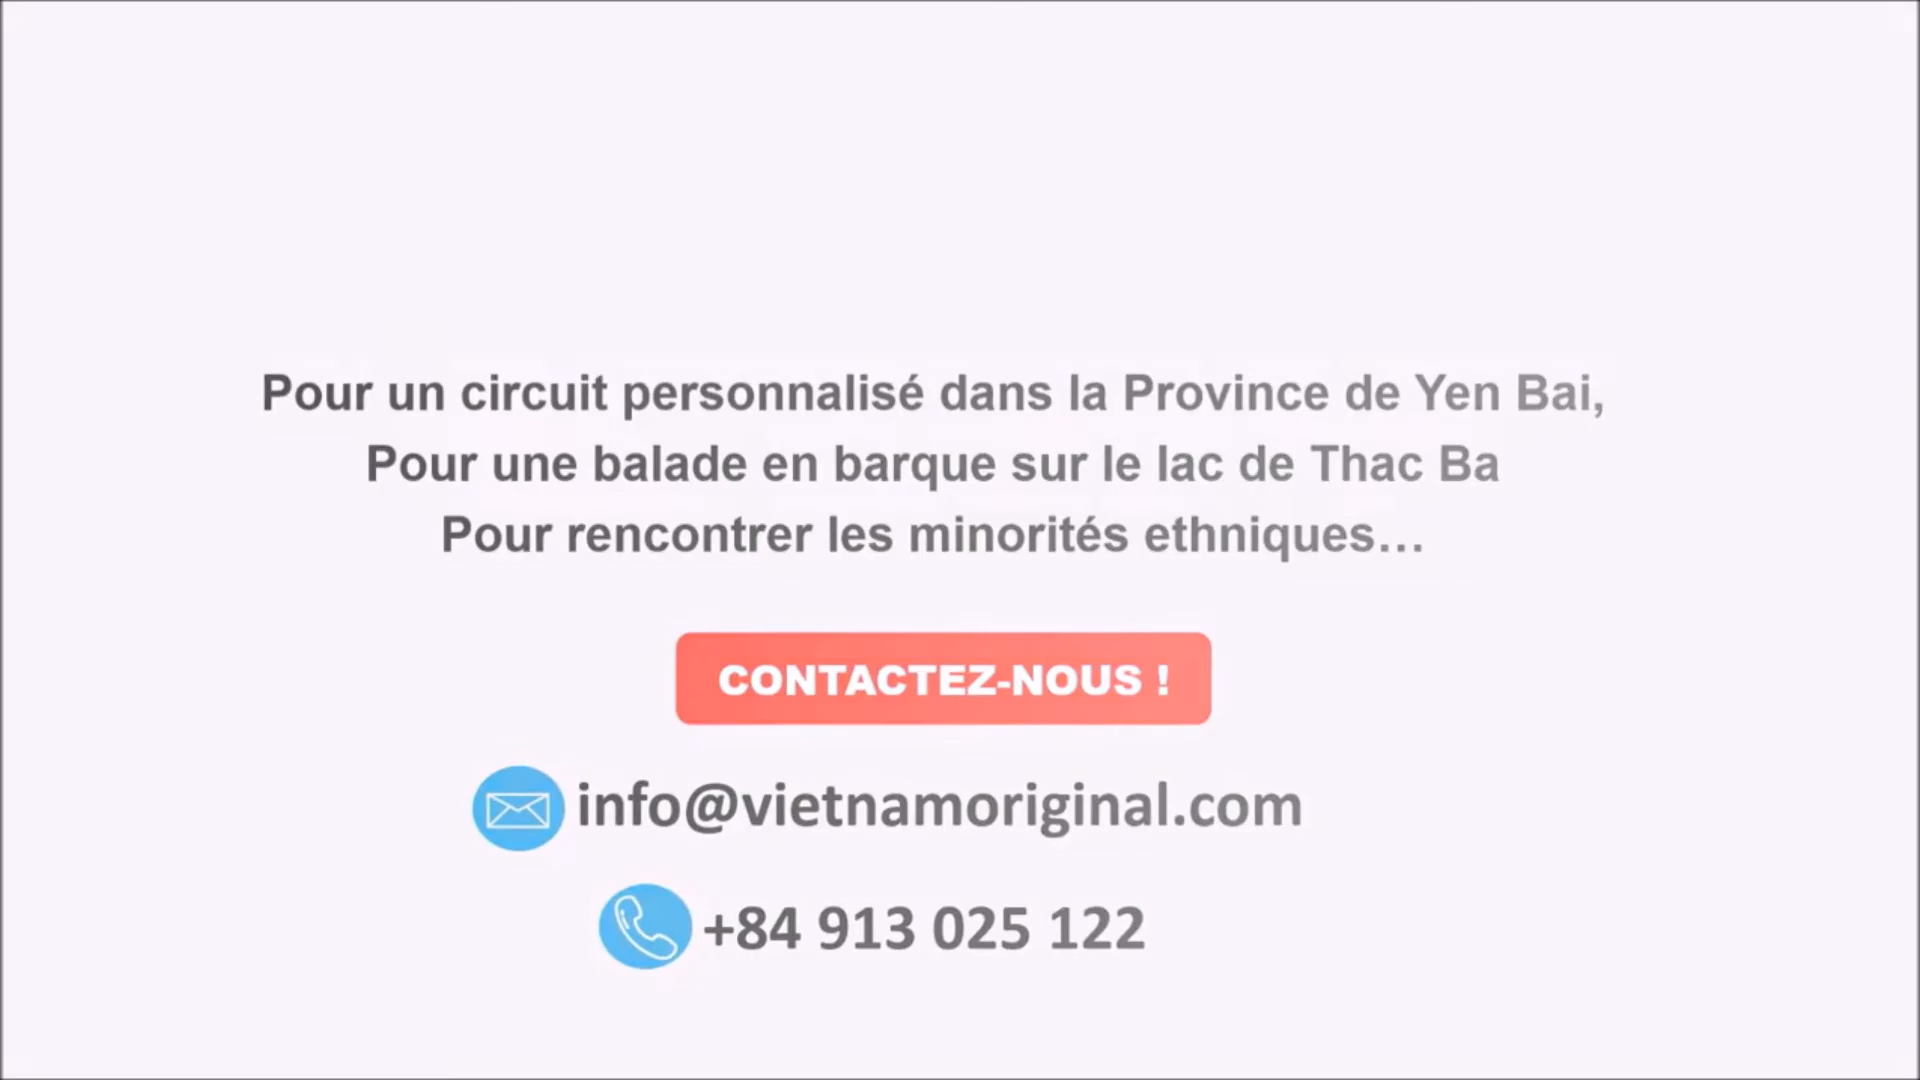 Pour un circuit personnalisé dans la Province de Yen Bai,
Pour une balade en barque sur le lac de Thac Ba
Pour rencontrer les minorités ethniques…
CONTACTEZ-NOUS !
info@vietnamoriginal.com
+84 913 025 122